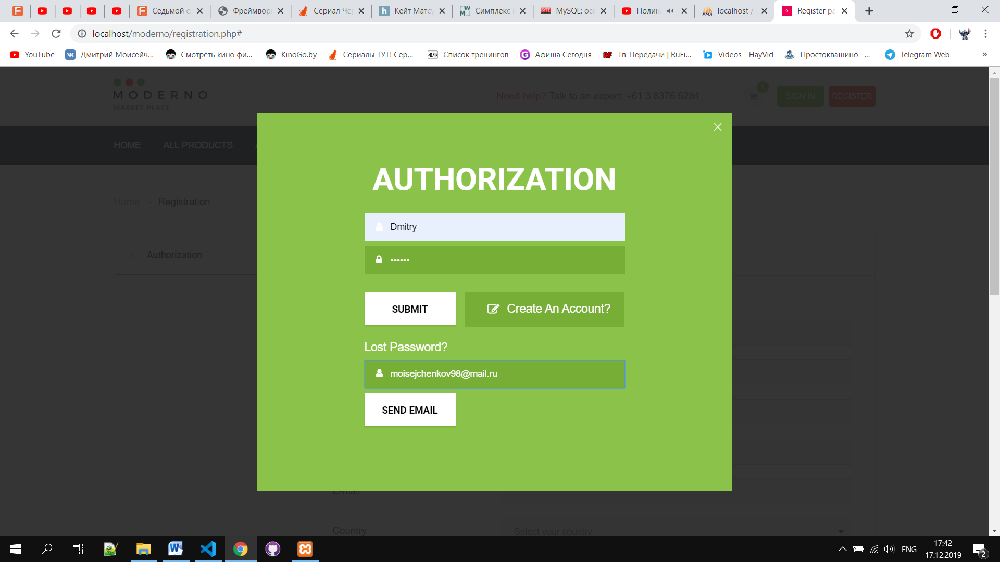 Седьмой с
Фреймвор
Сериал Че
Кейт Матс
Симплекс
MySQL: осо
Полин
localhost /
Register pa
localhost/moderno/registration.php#
YouTube
Дмитрий Моисейч...
Смотреть кино фи...
KinoGo.by
Сериалы ТУТ! Сер...
Список тренингов
Афиша Сегодня
Тв-Передачи | RuFi...
Videos - HayVid
Простоквашино –...
Telegram Web
»
MODERNO
MARKET PLACE
Need help? Talk to an expert: +61 3 8376 6284
SIGN IN
REGISTER
HOME
ALL PRODUCTS
Home - Registration
Authorization
AUTHORIZATION
Dmitry
••••••
SUBMIT
Create An Account?
Lost Password?
moisejchenkov98@mail.ru
SEND EMAIL
E-mail
Country
Select your country
ENG
17:42
17.12.2019
2